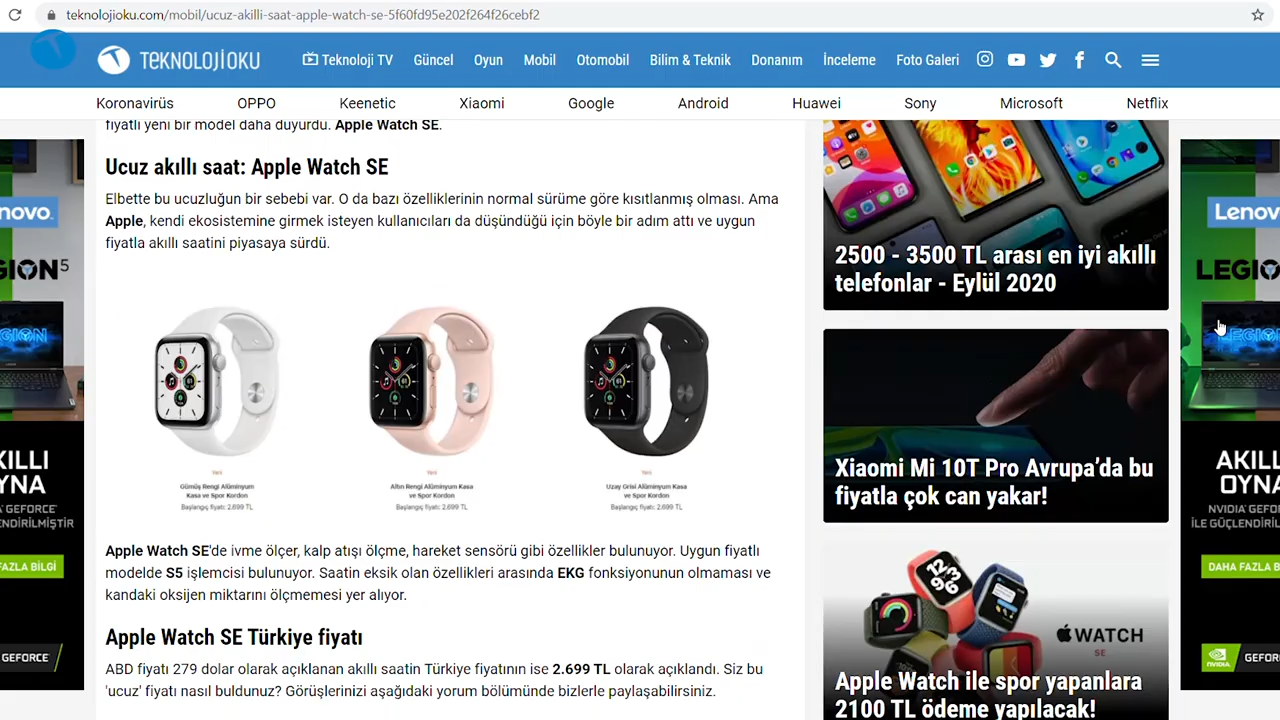 teknolojioku.com/mobil/ucuz-akilli-saat-apple-watch-se-5f60fd95e202f264f26cebf2
TEKNOLOJİOKU
Teknoloji TV Güncel Oyun Mobil Otomobil Bilim & Teknik Donanım İnceleme Foto Galeri
Koronavirüs OPPO Keenetic Xiaomi Google Android Huawei Sony Microsoft Netflix
fiyatlı yeni bir model daha duyurdu. Apple Watch SE.
Ucuz akıllı saat: Apple Watch SE
Elbette bu ucuzluğun bir sebebi var. O da bazı özelliklerinin normal sürüme göre kısıtlanmış olması. Ama
Apple, kendi ekosistemine girmek isteyen kullanıcıları da düşündüğü için böyle bir adım attı ve uygun
fiyatla akıllı saatini piyasaya sürdü.
Yeni
Gümüş Rengi Alüminyum
Kasa ve Spor Kordon
Başlangıç fiyatı: 2.699 TL
Yeni
Altın Rengi Alüminyum Kasa
ve Spor Kordon
Başlangıç fiyatı: 2.699 TL
Yeni
Uzay Grisi Alüminyum Kasa
ve Spor Kordon
Başlangıç fiyatı: 2.699 TL
Apple Watch SE'de ivme ölçer, kalp atışı ölçme, hareket sensörü gibi özellikler bulunuyor. Uygun fiyatlı
modelde S5 işlemcisi bulunuyor. Saatin eksik olan özellikleri arasında EKG fonksiyonunun olmaması ve
kandaki oksijen miktarını ölçmemesi yer alıyor.
Apple Watch SE Türkiye fiyatı
ABD fiyatı 279 dolar olarak açıklanan akıllı saatin Türkiye fiyatının ise 2.699 TL olarak açıklandı. Siz bu
'ucuz' fiyatı nasıl buldunuz? Görüşlerinizi aşağıdaki yorum bölümünde bizlerle paylaşabilirsiniz.
2500 - 3500 TL arası en iyi akıllı
telefonlar - Eylül 2020
Xiaomi Mi 10T Pro Avrupa'da bu
fiyatla çok can yakar!
WATCH
SE
Apple Watch ile spor yapanlara
2100 TL ödeme yapılacak!
novo.
GION5
LEGION
KILLI
YNA
A GEFORCE
ENDİRİLMİŞTİR
FAZLA BİLGİ
GEFORCE
Lenov
LEGIO
LEGION
AKILL
OYNA
NVIDIA GEFOR
İLE GÜÇLENDİRİL
DAHA FAZLA B
NVIDIA
GEFOR